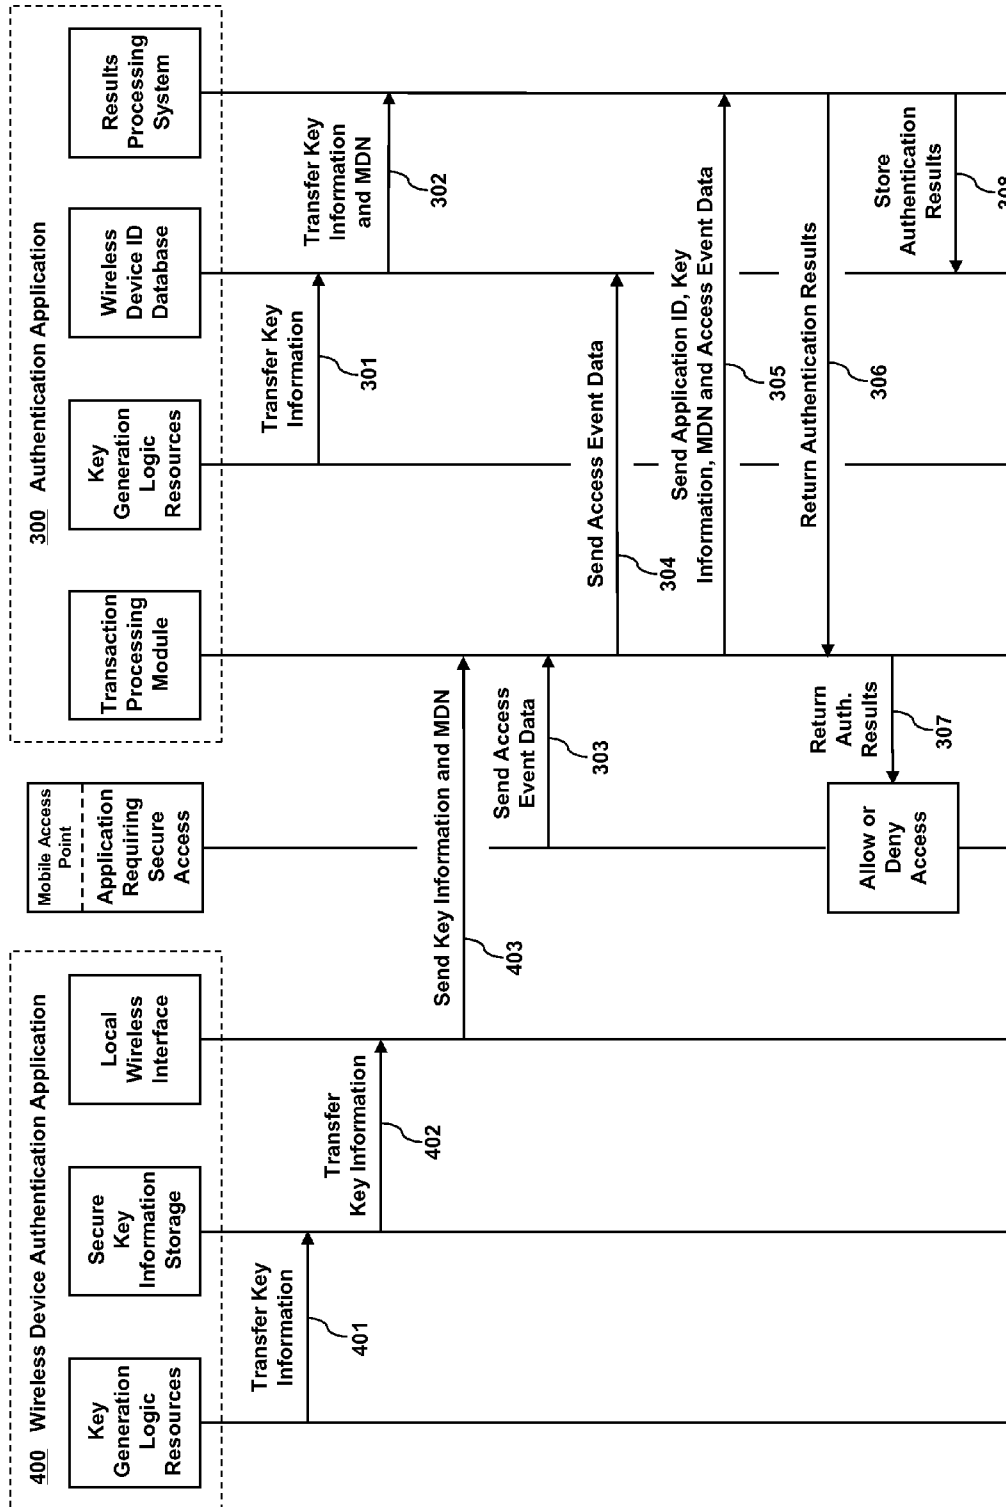 400 Wireless Device Authentication Application
Key
Generation
Logic
Resources
Secure
Key
Information
Storage
Local
Wireless
Interface
Mobile Access
Point
Application
Requiring
Secure
Access
300 Authentication Application
Transaction
Processing
Module
Key
Generation
Logic
Resources
Wireless
Device ID
Database
Results
Processing
System
Transfer Key
Information
401
Transfer
Key Information
402
Send Key Information and MDN
403
Transfer Key
Information
301
Transfer Key
Information
and MDN
302
Send Access
Event Data
303
Send Access Event Data
304
Send Application ID, Key
Information, MDN and Access Event Data
305
Return Authentication Results
306
Return
Auth.
Results
307
Allow or
Deny
Access
Store
Authentication
Results
308